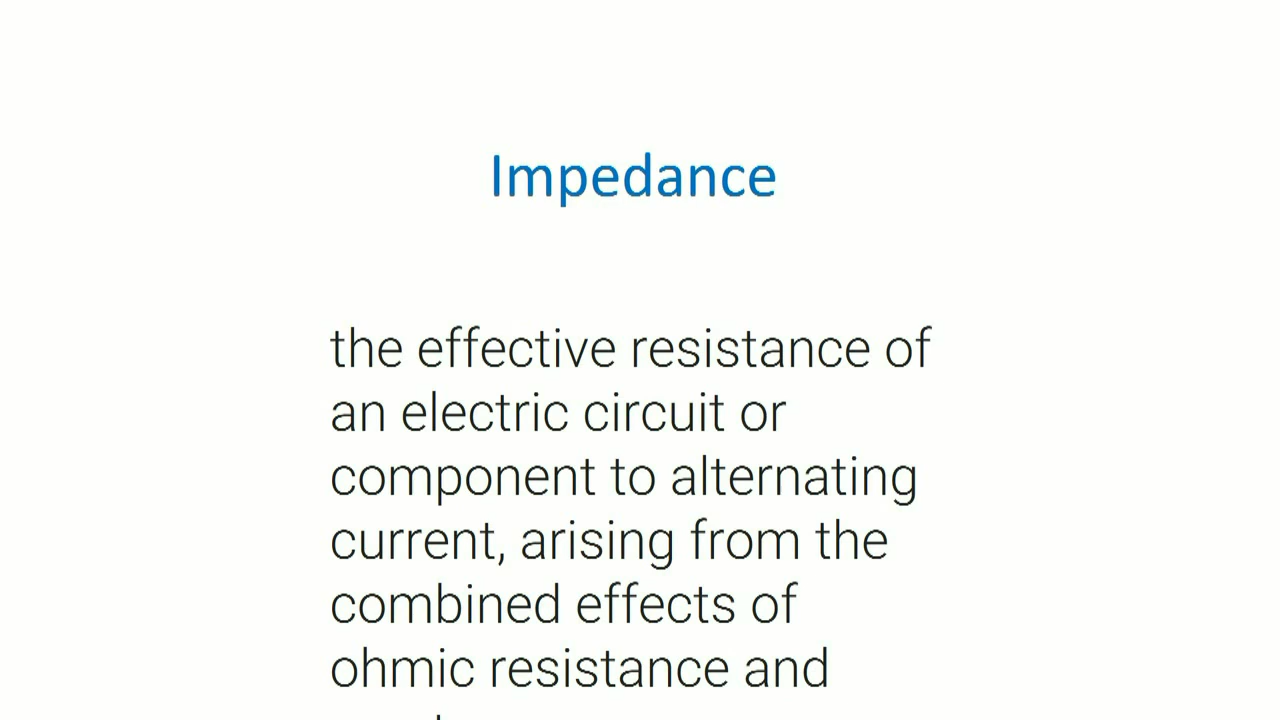 Impedance
the effective resistance of
an electric circuit or
component to alternating
current, arising from the
combined effects of
ohmic resistance and